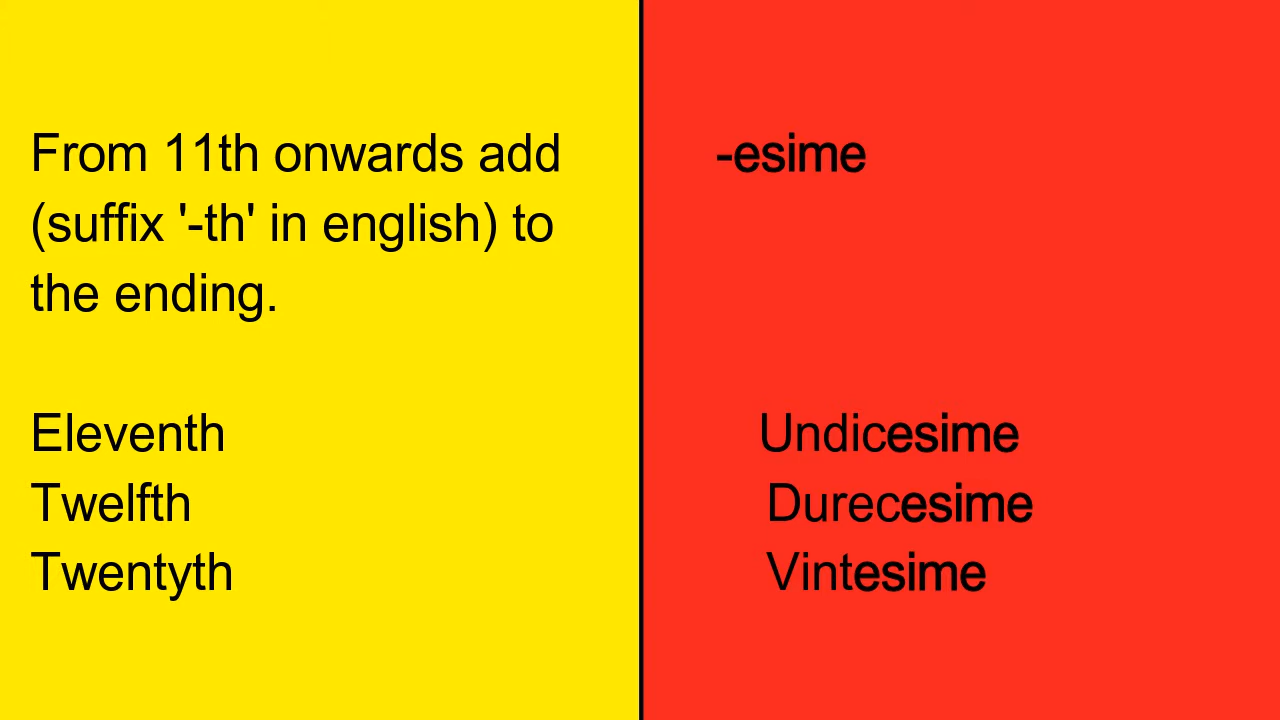 From 11th onwards add
(suffix '-th' in english) to
the ending.
Eleventh
Twelfth
Twentyth
-esime
Undicesime
Durecesime
Vintesime